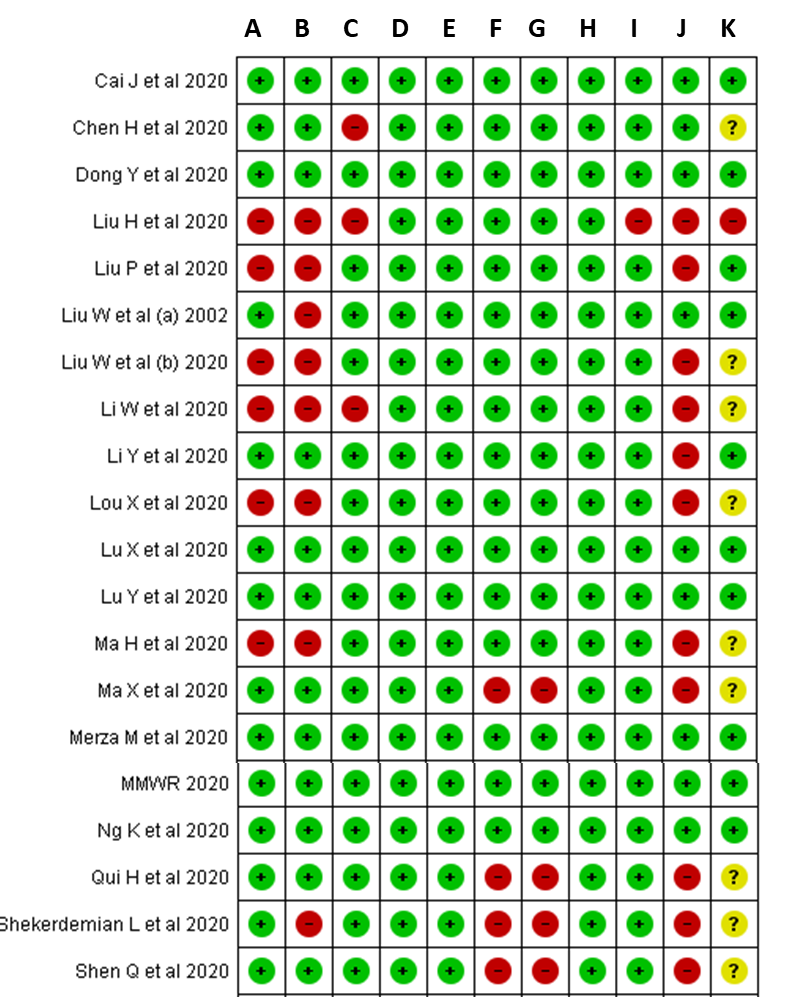 A B C D E F G H I J K
Cai J et al 2020 + + + + + + + + + + +
Chen H et al 2020 + + - + + + + + + + ?
Dong Y et al 2020 + + + + + + + + + + +
Liu H et al 2020 - - - + + + + + - - -
Liu P et al 2020 - - + + + + + + + - +
Liu W et al (a) 2002 + - + + + + + + + + +
Liu W et al (b) 2020 - - + + + + + + + - ?
Li W et al 2020 - - - + + + + + + - ?
Li Y et al 2020 + + + + + + + + + - +
Lou X et al 2020 - - + + + + + + + - ?
Lu X et al 2020 + + + + + + + + + + +
Lu Y et al 2020 + + + + + + + + + + +
Ma H et al 2020 - - + + + + + + + - ?
Ma X et al 2020 + + + + + - - + + - ?
Merza M et al 2020 + + + + + + + + + + +
MMWR 2020 + + + + + + + + + + +
Ng K et al 2020 + + + + + + + + + + +
Qui H et al 2020 + + + + + - - + + - ?
Shekerdemian L et al 2020 + - + + + - - + + - ?
Shen Q et al 2020 + + + + + - - + + - ?